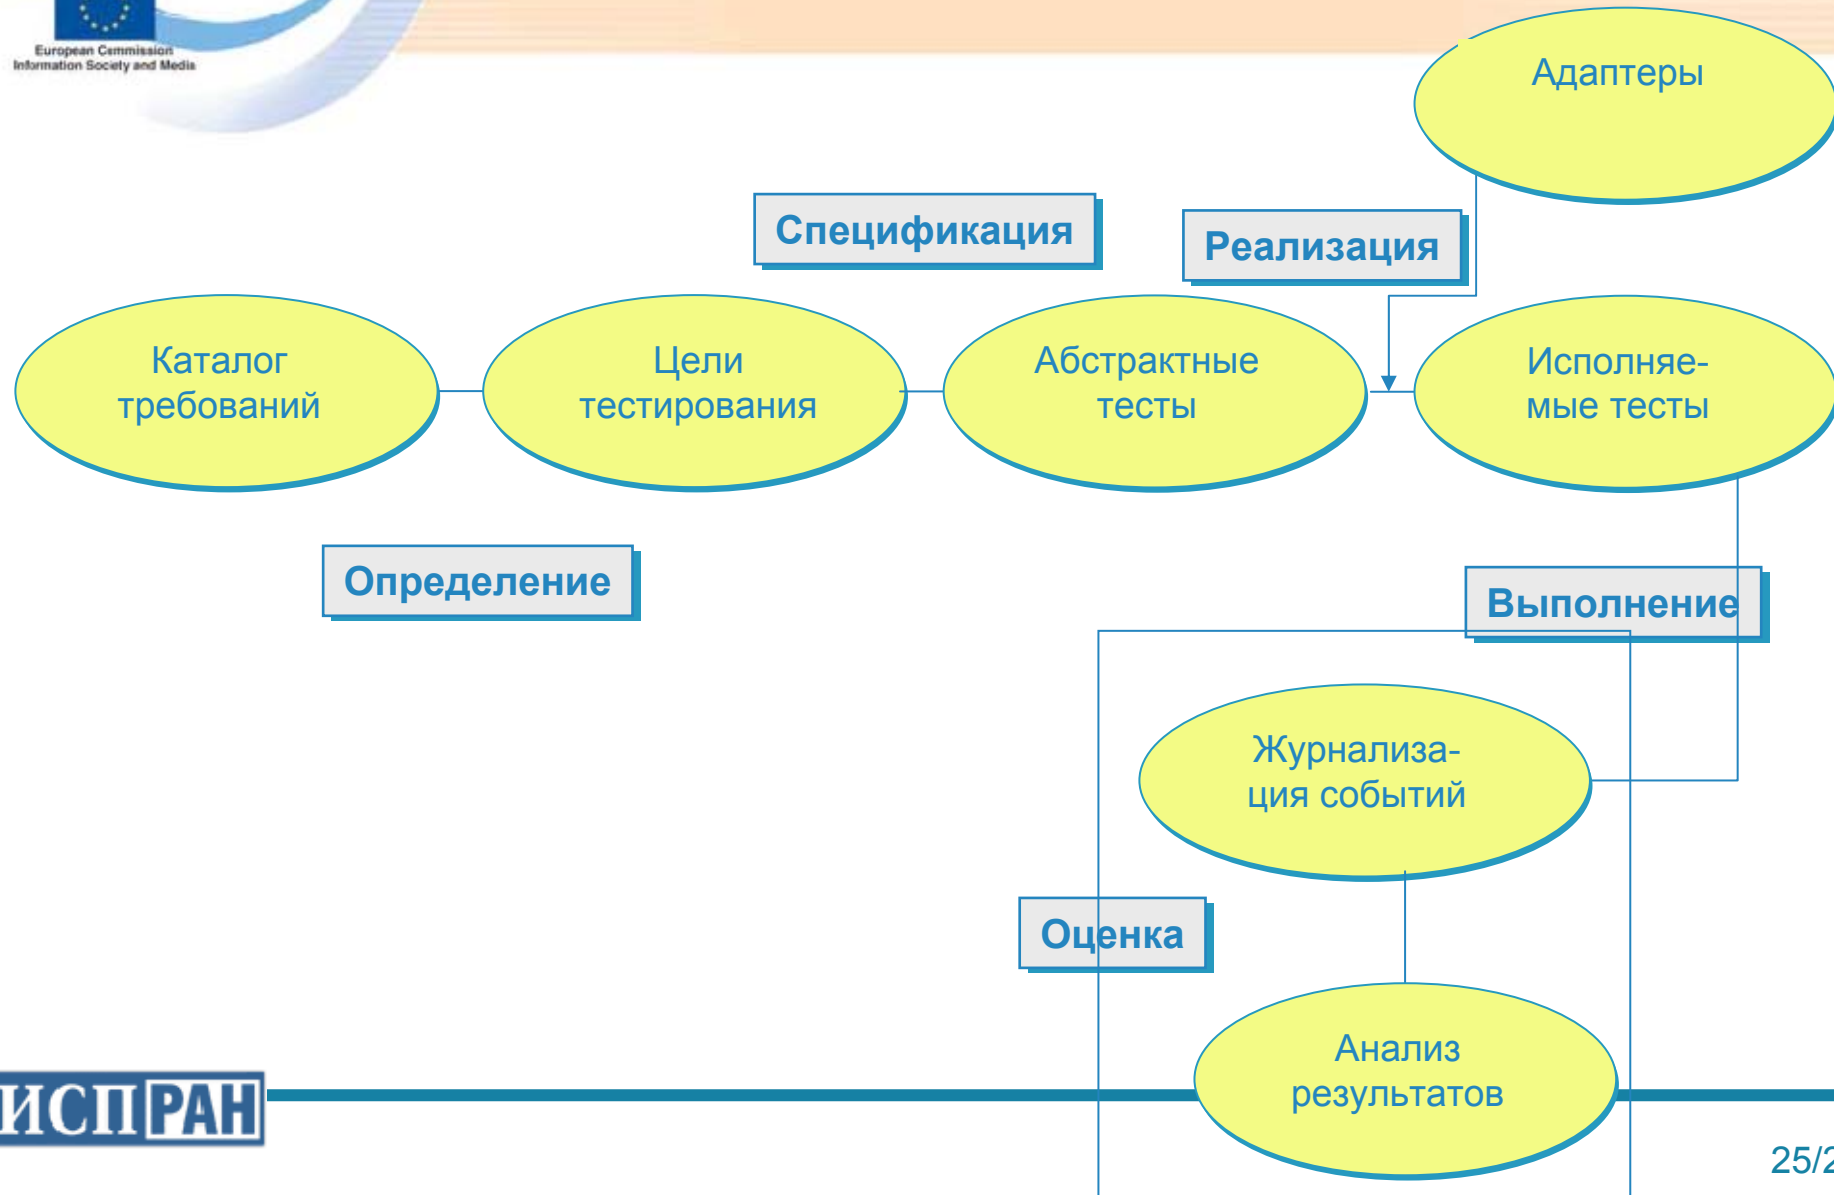 European Commission
Information Society and Media
Адаптеры
Спецификация
Реализация
Каталог
требований
Цели
тестирования
Абстрактные
тесты
Исполняе-
мые тесты
Определение
Выполнение
Журнализа-
ция событий
Оценка
Анализ
результатов
ИСП РАН
25/2